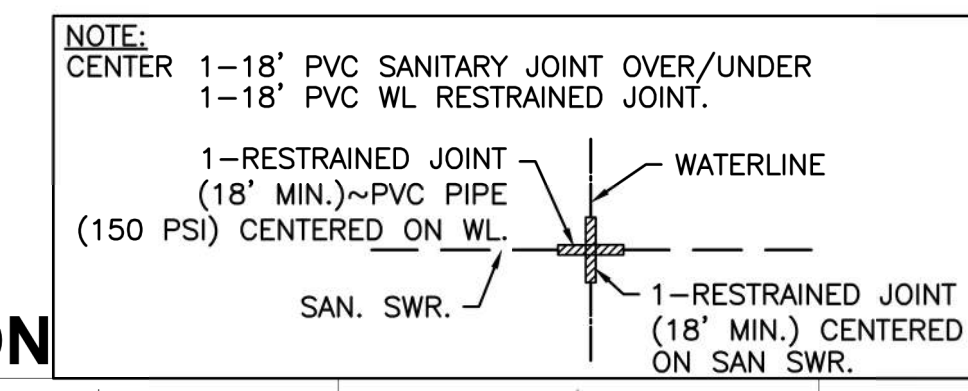 NOTE:
CENTER 1-18' PVC SANITARY JOINT OVER/UNDER
1-18' PVC WL RESTRAINED JOINT.
1-RESTRAINED JOINT
(18' MIN.)~PVC PIPE
(150 PSI) CENTERED ON WL.
WATERLINE
SAN. SWR.
1-RESTRAINED JOINT
(18' MIN.) CENTERED
ON SAN SWR.